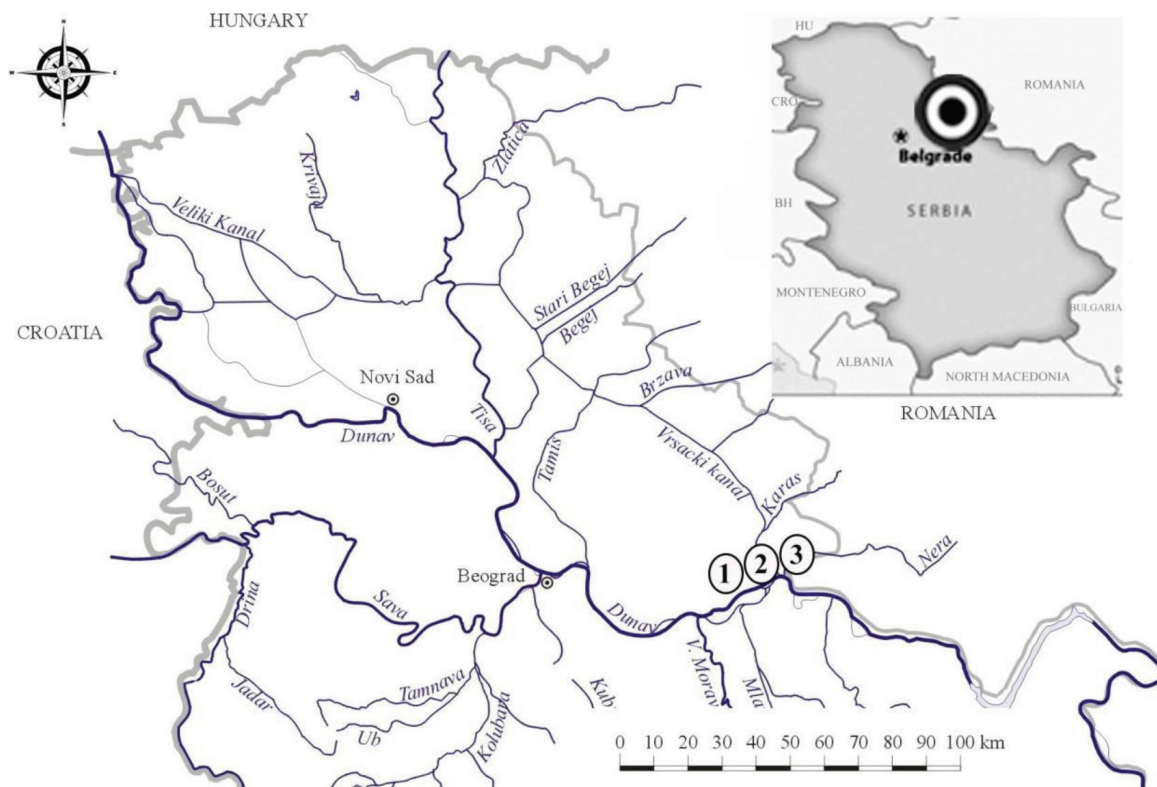 HUNGARY
N
W
E
S
CROATIA
Veliki Kanal
Krivaja
Zlatica
Stari Begej
Begej
Novi Sad
Dunav
Tisa
Tamis
Brzava
Vrsacki kanal
Karas
Nera
ROMANIA
Bosut
Drina
Sava
Beograd
Dunav
1
2
3
V. Morav
Mla
Jadar
Tamnava
Ub
Kolubara
Kub
0 10 20 30 40 50 60 70 80 90 100 km
HU
CRO
ROMANIA
Belgrade
SERBIA
BH
MONTENEGRO
BULGARIA
ALBANIA
NORTH MACEDONIA